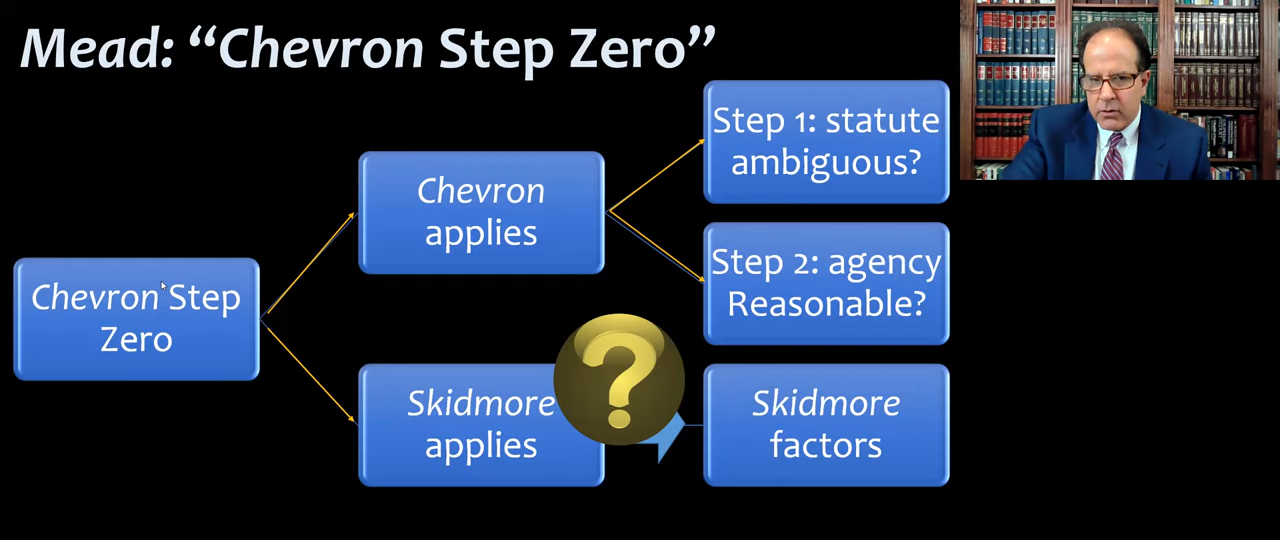 Mead: “Chevron Step Zero”
Chevron Step
Zero
Chevron
applies
Skidmore
applies
Step 1: statute
ambiguous?
Step 2: agency
Reasonable?
?
Skidmore
factors